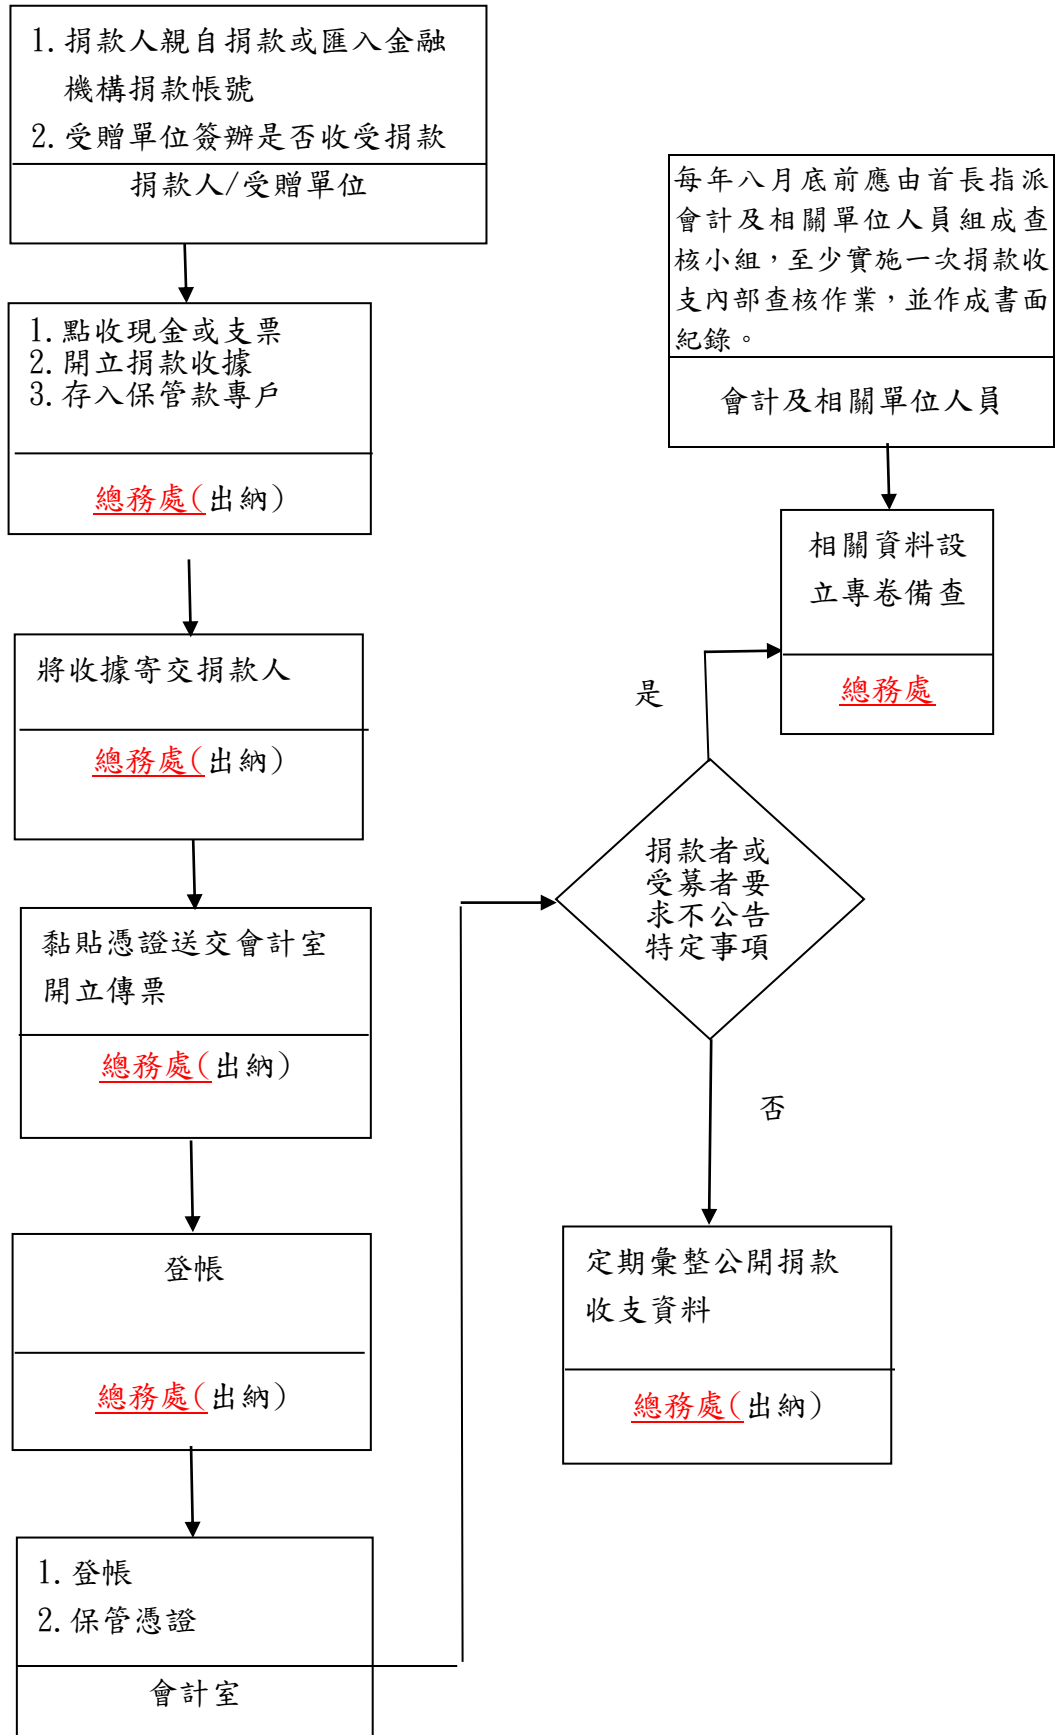 1. 捐款人親自捐款或匯入金融
機構捐款帳號
2. 受贈單位簽辦是否收受捐款
捐款人/受贈單位
1. 點收現金或支票
2. 開立捐款收據
3. 存入保管款專戶
總務處(出納)
將收據寄交捐款人
總務處(出納)
黏貼憑證送交會計室
開立傳票
總務處(出納)
登帳
總務處(出納)
1. 登帳
2. 保管憑證
會計室
每年八月底前應由首長指派
會計及相關單位人員組成查
核小組，至少實施一次捐款收
支內部查核作業，並作成書面
紀錄。
會計及相關單位人員
相關資料設
立專卷備查
總務處
是
捐款者或
受募者要
求不公告
特定事項
否
定期彙整公開捐款
收支資料
總務處(出納)